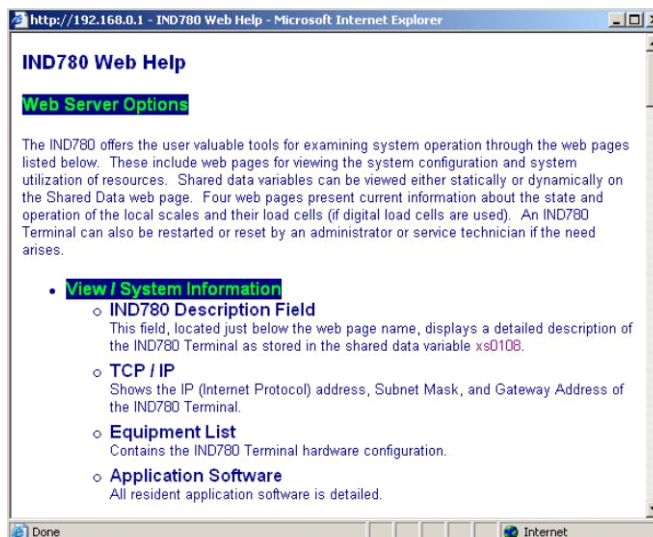 http://192.168.0.1 - IND780 Web Help - Microsoft Internet Explorer
IND780 Web Help
Web Server Options
The IND780 offers the user valuable tools for examining system operation through the web pages
listed below. These include web pages for viewing the system configuration and system
utilization of resources. Shared data variables can be viewed either statically or dynamically on
the Shared Data web page. Four web pages present current information about the state and
operation of the local scales and their load cells (if digital load cells are used). An IND780
Terminal can also be restarted or reset by an administrator or service technician if the need
arises.
View / System Information
IND780 Description Field
This field, located just below the web page name, displays a detailed description of
the IND780 Terminal as stored in the shared data variable xs0108.
TCP / IP
Shows the IP (Internet Protocol) address, Subnet Mask, and Gateway Address of
the IND780 Terminal.
Equipment List
Contains the IND780 Terminal hardware configuration.
Application Software
All resident application software is detailed.
Done
Internet